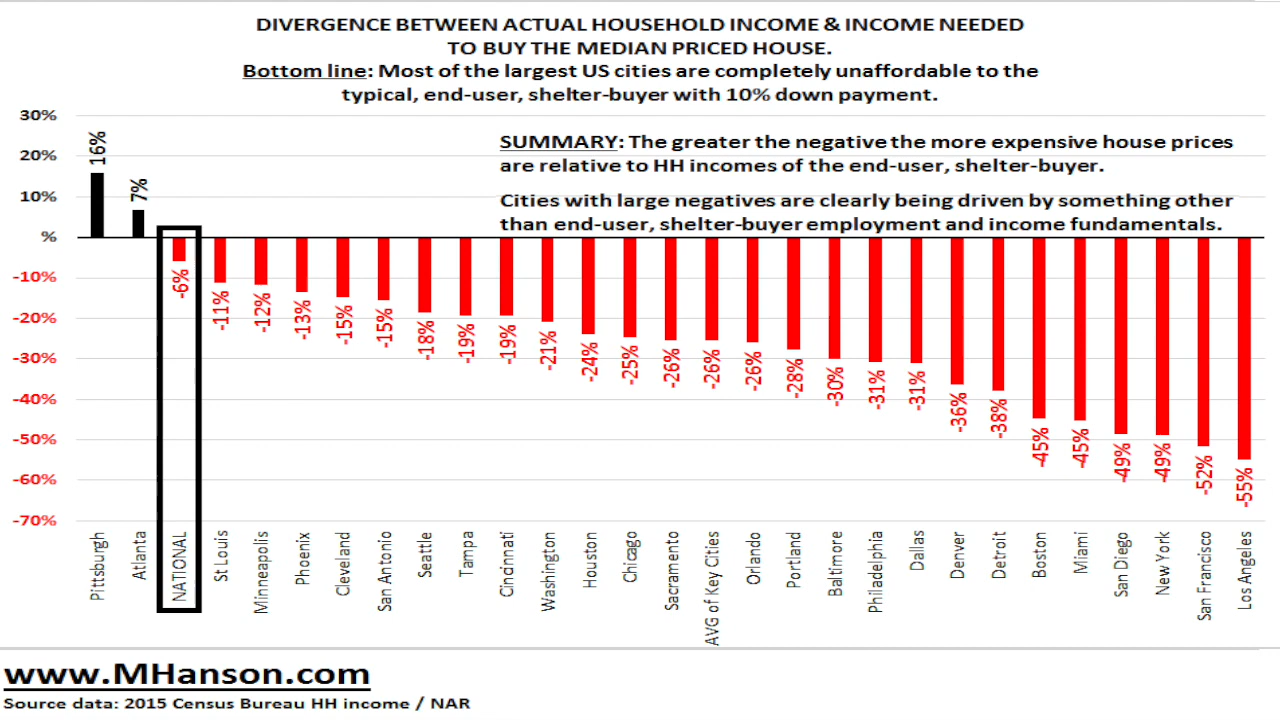 DIVERGENCE BETWEEN ACTUAL HOUSEHOLD INCOME & INCOME NEEDED
TO BUY THE MEDIAN PRICED HOUSE.
Bottom line: Most of the largest US cities are completely unaffordable to the
typical, end-user, shelter-buyer with 10% down payment.
SUMMARY: The greater the negative the more expensive house prices
are relative to HH incomes of the end-user, shelter-buyer.
Cities with large negatives are clearly being driven by something other
than end-user, shelter-buyer employment and income fundamentals.
30%
20%
10%
%
-10%
-20%
-30%
-40%
-50%
-60%
-70%
16%
7%
-6%
-11%
-12%
-13%
-15%
-15%
-18%
-19%
-19%
-21%
-24%
-25%
-26%
-26%
-26%
-28%
-30%
-31%
-31%
-36%
-38%
-45%
-45%
-49%
-49%
-52%
-55%
Pittsburgh
Atlanta
NATIONAL
St Louis
Minneapolis
Phoenix
Cleveland
San Antonio
Seattle
Tampa
Cincinnati
Washington
Houston
Chicago
Sacramento
AVG of Key Cities
Orlando
Portland
Baltimore
Philadelphia
Dallas
Denver
Detroit
Boston
Miami
San Diego
New York
San Francisco
Los Angeles
www.MHanson.com
Source data: 2015 Census Bureau HH income / NAR